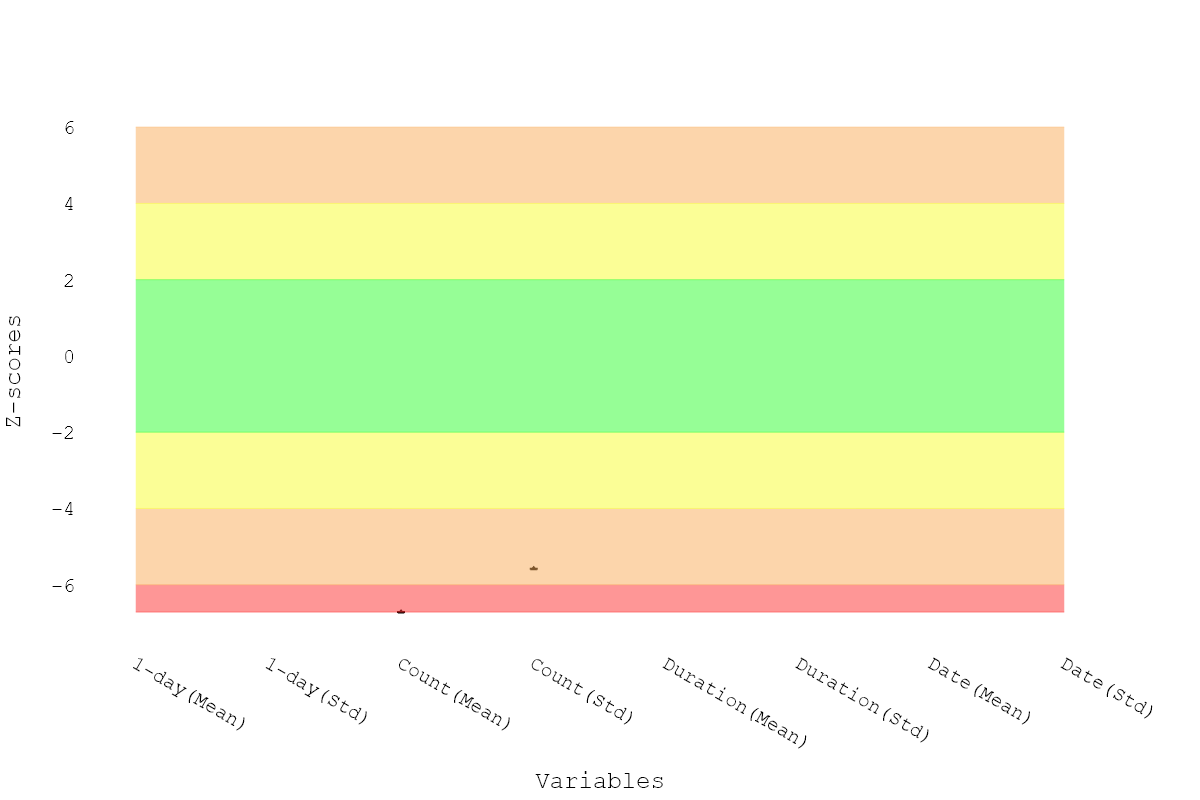 6
4
2
0
-2
-4
-6
Z-scores
1-day(Mean)
1-day(Std)
Count(Mean)
Count(Std)
Duration(Mean)
Duration(Std)
Date(Mean)
Date(Std)
Variables